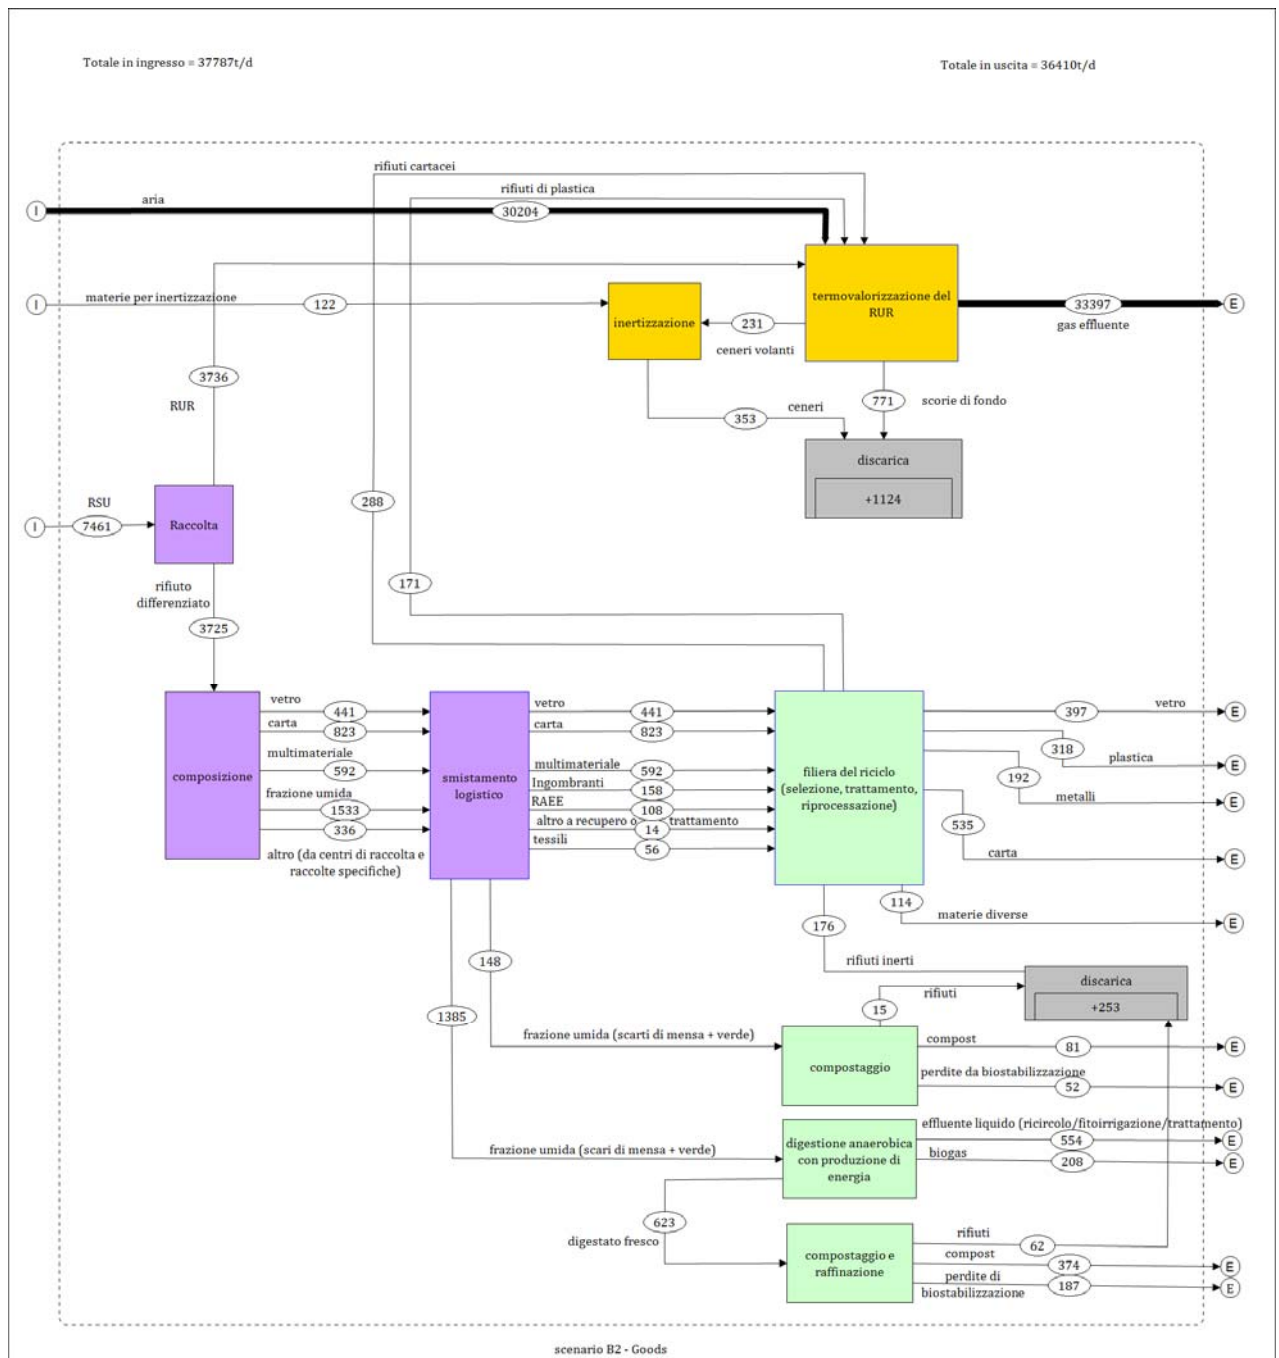 Totale in ingresso = 37787t/d
Totale in uscita = 36410t/d
rifiuti cartacei
rifiuti di plastica
aria
I
30204
termovalorizzazione del
RUR
I
materie per inertizzazione
122
inertizzazione
231
ceneri volanti
33397
gas effluente
E
3736
RUR
353
ceneri
771
scorie di fondo
discarica
+1124
288
RSU
I
7461
Raccolta
171
rifiuto
differenziato
3725
composizione
vetro
441
carta
823
multimateriale
592
frazione umida
1533
336
altro (da centri di raccolta e
raccolte specifiche)
smistamento
logistico
vetro
441
carta
823
multimateriale
592
Ingombranti
158
RAEE
108
altro a recupero o trattamento
14
tessili
56
filiera del riciclo
(selezione, trattamento,
riprocessazione)
397
vetro
E
318
plastica
E
192
metalli
E
535
carta
E
114
materie diverse
E
176
rifiuti inerti
discarica
+253
148
1385
rifiuti
15
frazione umida (scarti di mensa + verde)
compostaggio
compost
81
E
perdite da biostabilizzazione
52
E
frazione umida (scari di mensa + verde)
digestione anaerobica
con produzione di
energia
effluente liquido (ricircolo/fitoirrigazione/trattamento)
554
E
biogas
208
E
623
digestato fresco
compostaggio e
raffinazione
rifiuti
62
compost
374
E
perdite di
biostabilizzazione
187
E
scenario B2 - Goods